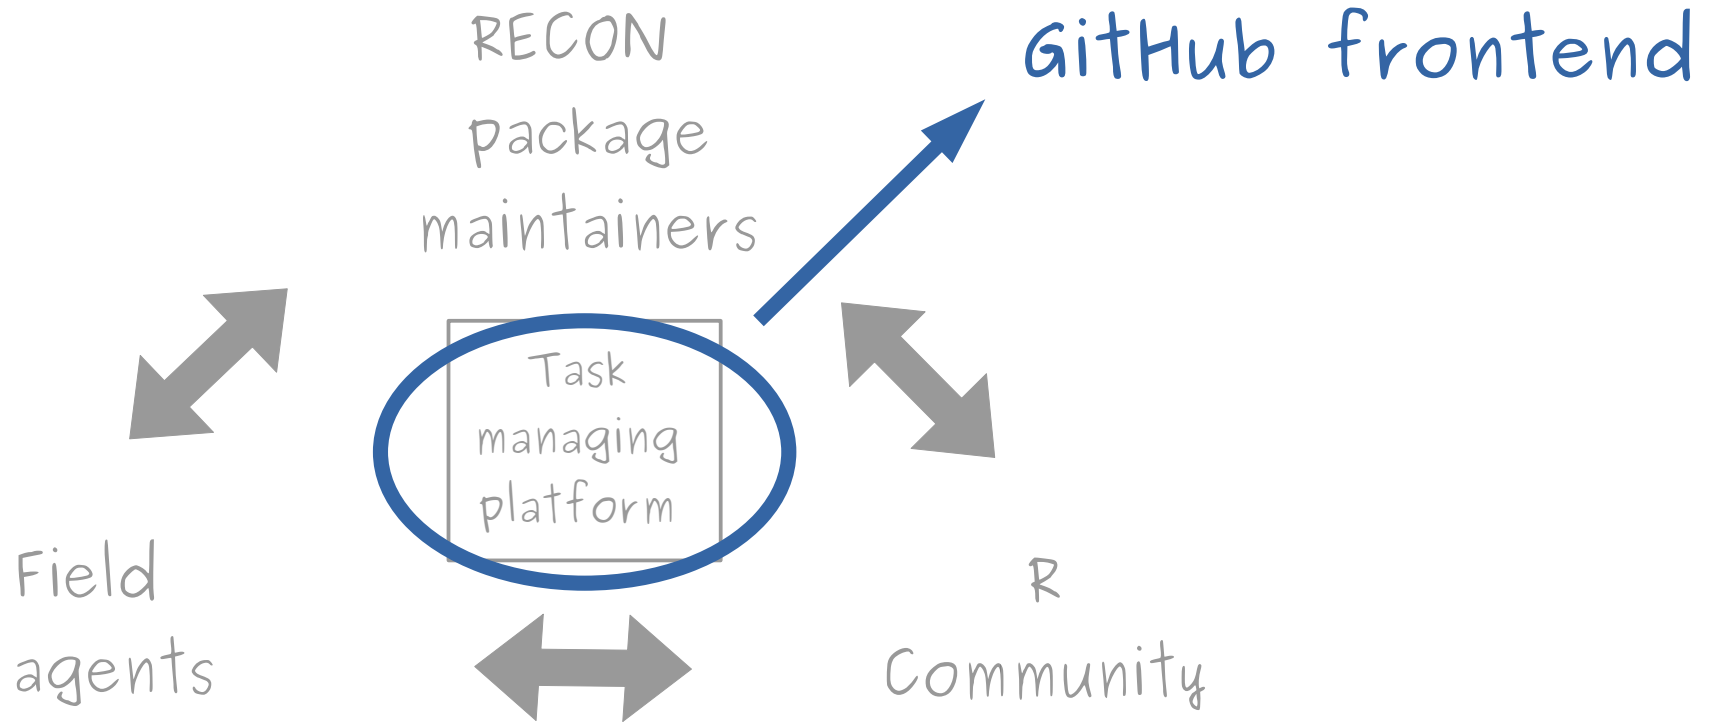 RECON
package
maintainers
GitHub frontend
Task
managing
platform
Field
agents
R
Community